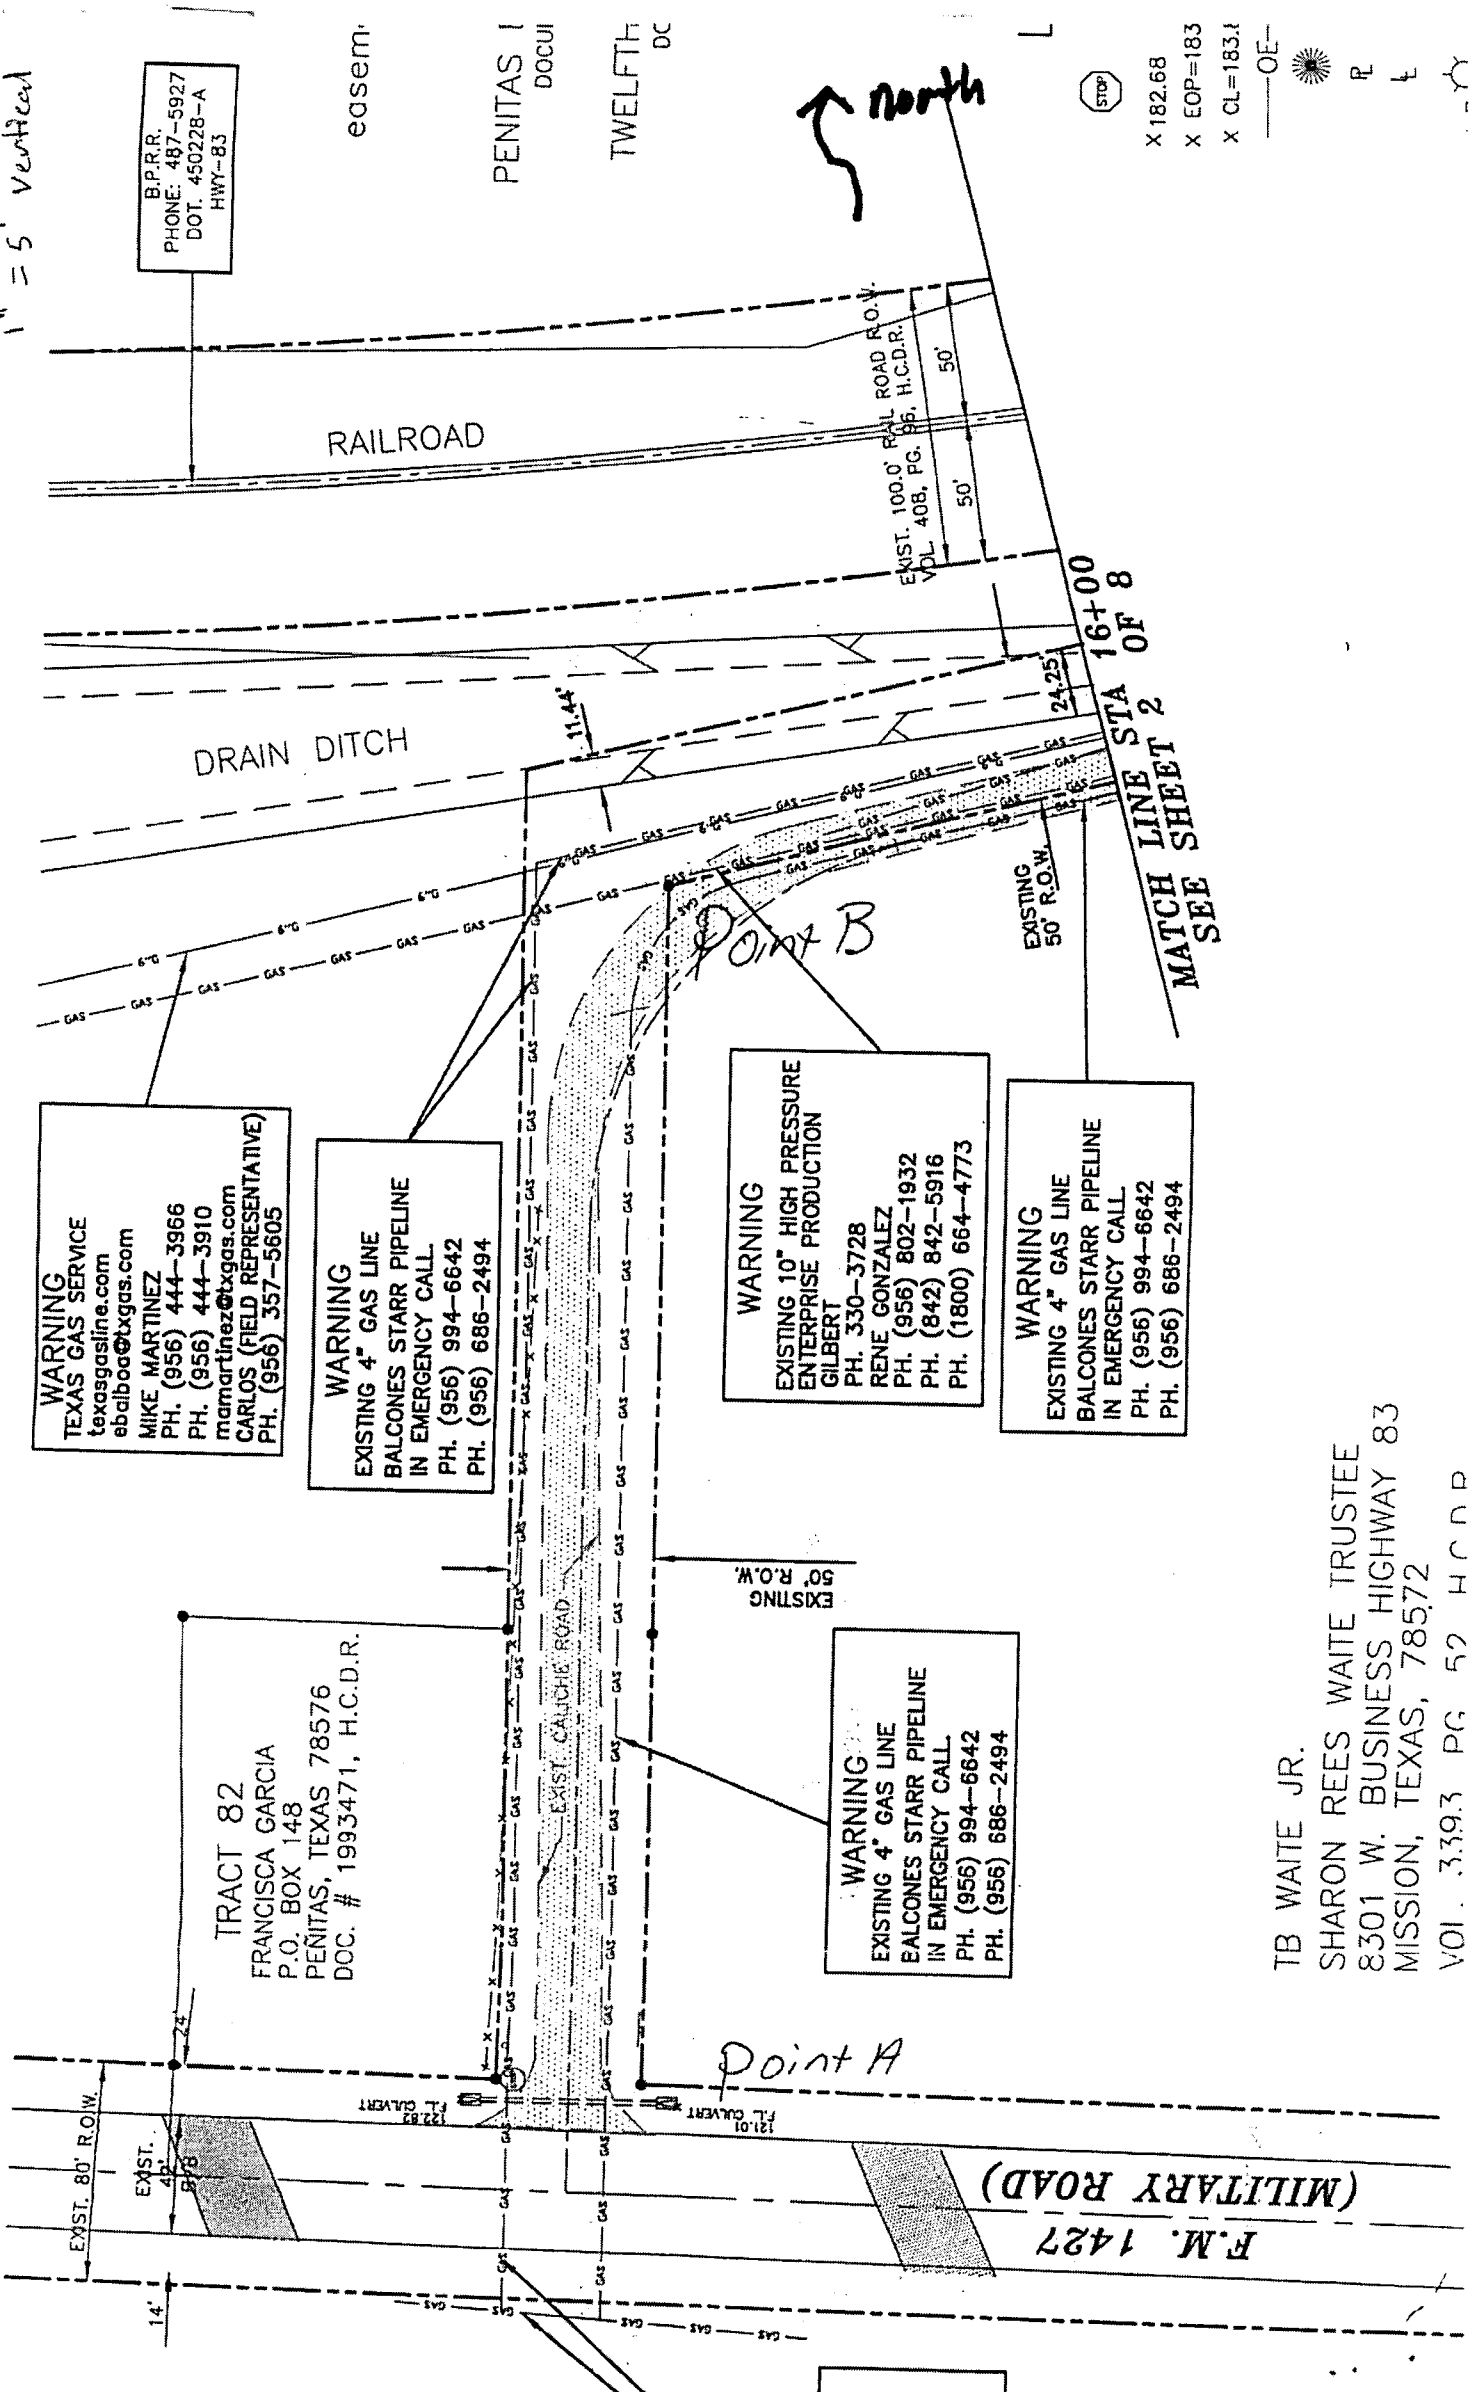 1" = 5' vertical
B.P.R.R.
PHONE: 487-5927
DOT. 450228-A
HWY-83
easem
PENITAS
DOCU
TWELFTH
DC
north
STOP
X 182.68
X EOP=183
X CL=183.
OE
RAILROAD
EXIST. 100.0' RAIL ROAD R.O.W.
VOL. 408, PG. 96, H.C.D.R.
50'
50'
DRAIN DITCH
11.44'
24.25'
MATCH LINE STA 16+00
SEE SHEET 2 OF 8
EXISTING
50' R.O.W.
Point B
WARNING
TEXAS GAS SERVICE
texasgasline.com
ebalboa@txgas.com
MIKE MARTINEZ
PH. (956) 444-3966
PH. (956) 444-3910
mamartinez@txgas.com
CARLOS (FIELD REPRESENTATIVE)
PH. (956) 357-5605
WARNING
EXISTING 4" GAS LINE
BALCONES STARR PIPELINE
IN EMERGENCY CALL.
PH. (956) 994-6642
PH. (956) 686-2494
WARNING
EXISTING 10" HIGH PRESSURE
ENTERPRISE PRODUCTION
GILBERT
PH. 330-3728
RENE GONZALEZ
PH. (956) 802-1932
PH. (842) 842-5916
PH. (1800) 664-4773
WARNING
EXISTING 4" GAS LINE
BALCONES STARR PIPELINE
IN EMERGENCY CALL.
PH. (956) 994-6642
PH. (956) 686-2494
EXISTING
50' R.O.W.
EXIST CALICHE ROAD
TRACT 82
FRANCISCA GARCIA
P.O. BOX 148
PEÑITAS, TEXAS 78576
DOC. # 1993471, H.C.D.R.
WARNING
EXISTING 4" GAS LINE
BALCONES STARR PIPELINE
IN EMERGENCY CALL.
PH. (956) 994-6642
PH. (956) 686-2494
TB WAITE JR.
SHARON REES WAITE TRUSTEE
8301 W. BUSINESS HIGHWAY 83
MISSION, TEXAS, 78572
VOL. 3393 PG 52 H.C.D.R
Point A
24'
EXIST. 80' R.O.W.
EXIST.
B/B
14'
122.82
F.L. CULVERT
121.01
F.L. CULVERT
F.M. 1427
(MILITARY ROAD)